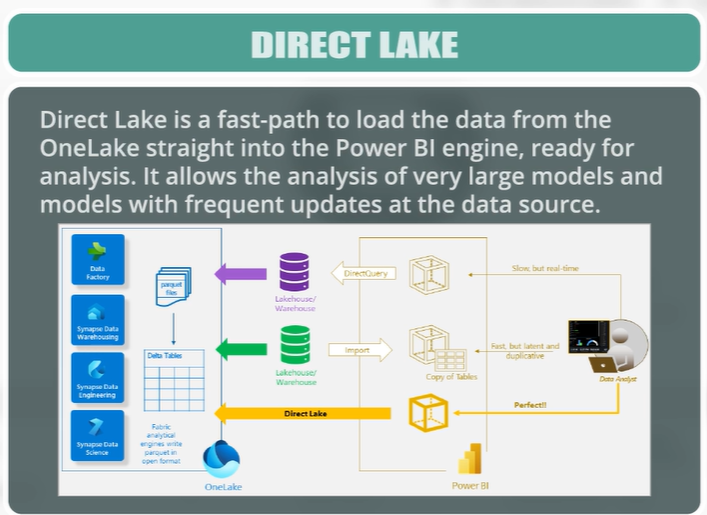 DIRECT LAKE
Direct Lake is a fast-path to load the data from the
OneLake straight into the Power BI engine, ready for
analysis. It allows the analysis of very large models and
models with frequent updates at the data source.
Data
Factory
Synapse Data
Warehousing
Synapse Data
Engineering
Synapse Data
Science
parquet
files
Delta Tables
Fabric
analytical
engines write
parquet in
open format
OneLake
Lakehouse/
Warehouse
Lakehouse/
Warehouse
DirectQuery
Import
Direct Lake
Copy of Tables
Power BI
Slow, but real-time
Fast, but latent and
duplicative
Perfect!!
Data Analyst